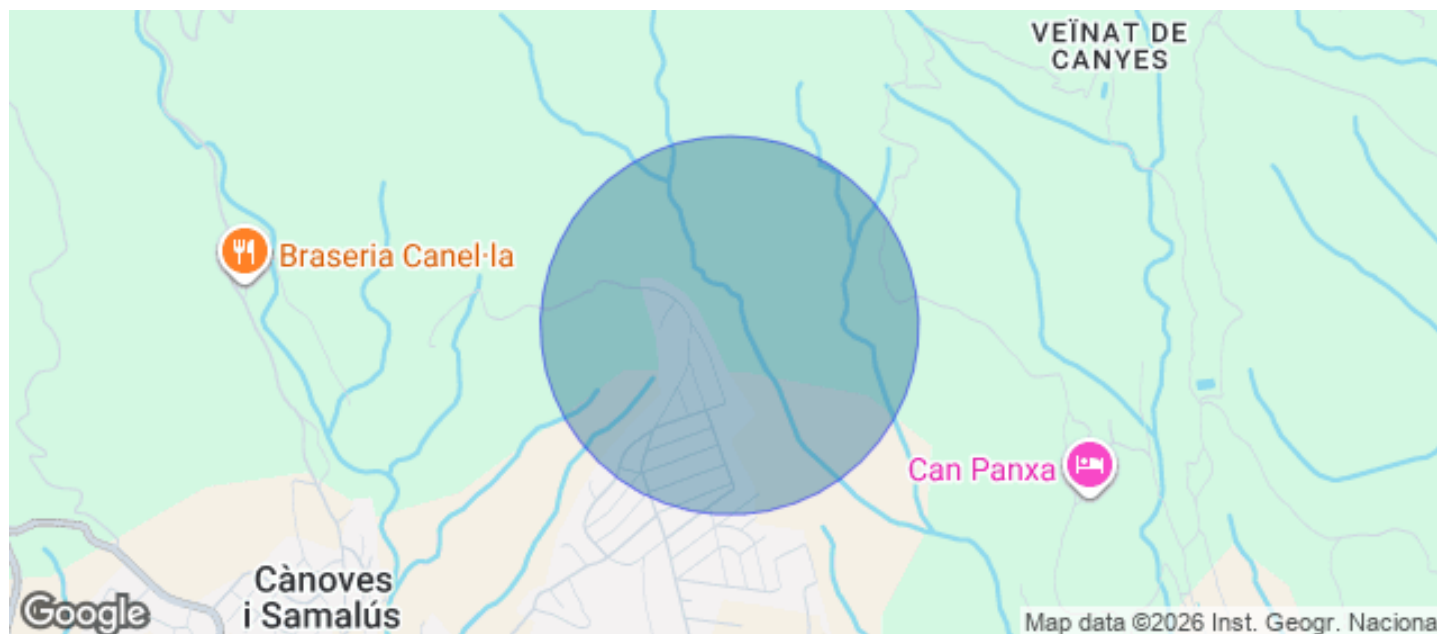 VEÏNAT DE
CANYES
Braseria Canel·la
Can Panxa
Cànoves
i Samalús
Google
Map data ©2026 Inst. Geogr. Naciona